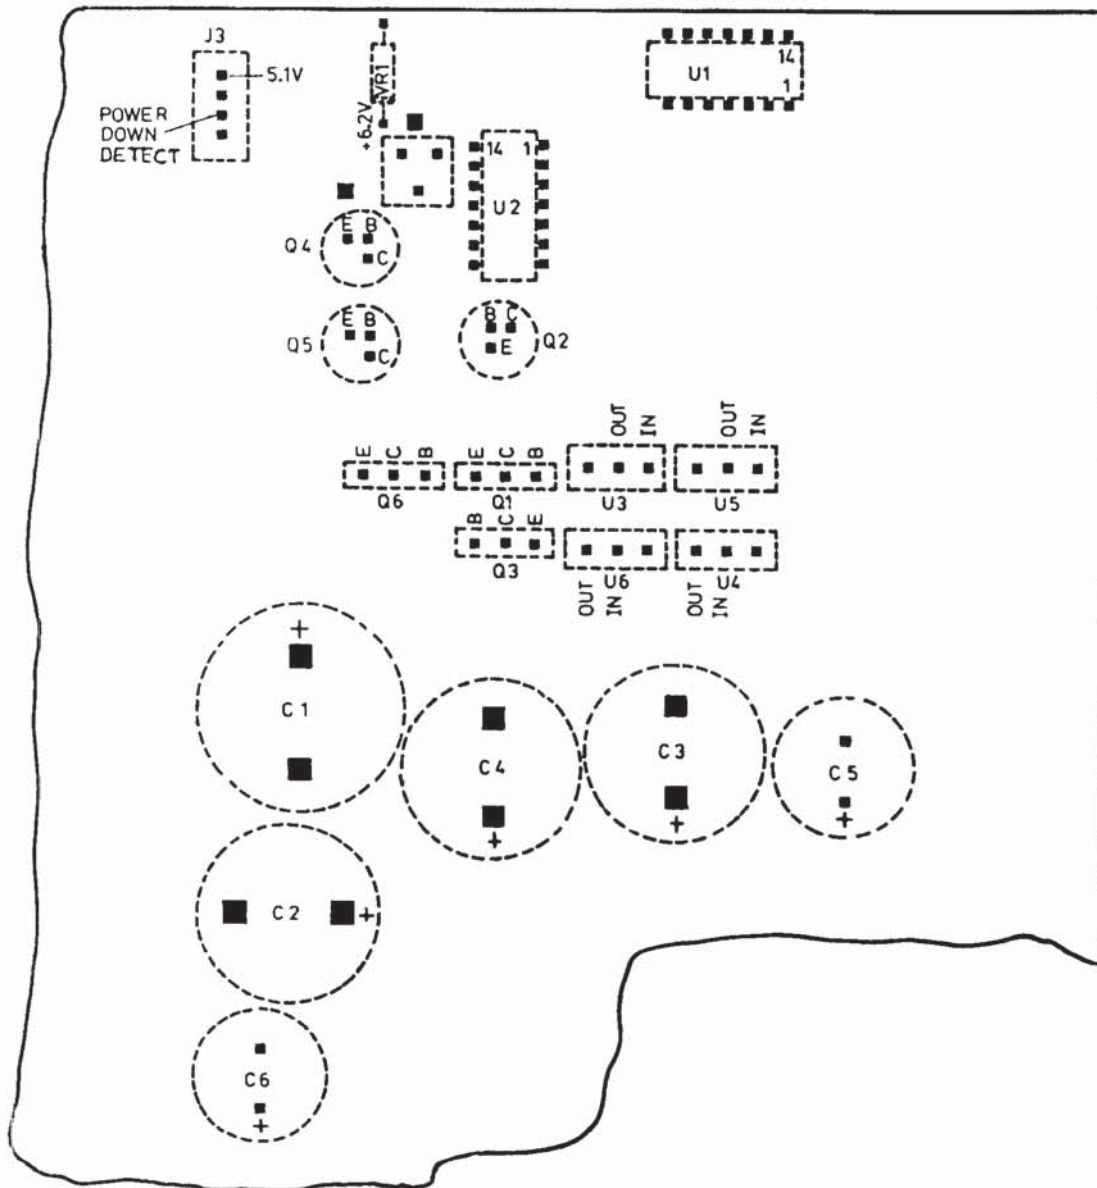 J3
5.1V
POWER
DOWN
DETECT
VR1
+6.2V
U1
14
1
14 1
U2
E B
Q4
C
E B
Q5
C
B C
E
Q2
OUT
IN
OUT
IN
E C B
E C B
Q6
Q1
U3
U5
B C E
Q3
U6
U4
OUT
IN
OUT
IN
+
C1
C4
+
C3
+
C5
+
C2
+
C6
+